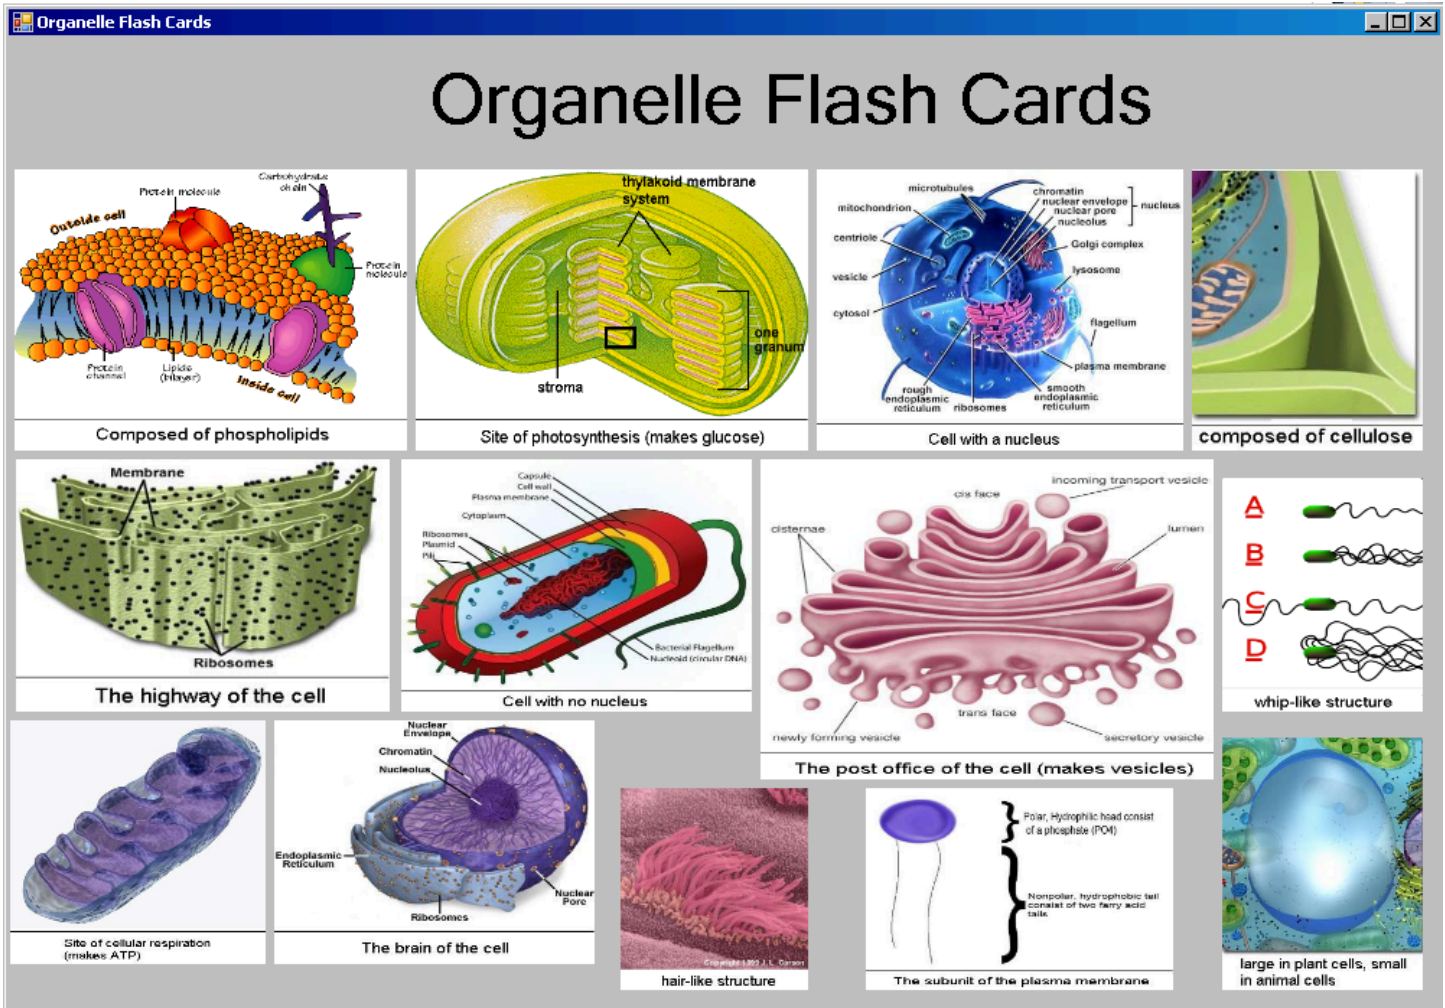 Organelle Flash Cards
Organelle Flash Cards
Carbohydrate
chain
Protein molecule
Outside cell
Protein
molecule
Protein
channel
Lipids
(bilayer)
Inside cell
Composed of phospholipids
thylakoid membrane
system
one
granum
stroma
Site of photosynthesis (makes glucose)
microtubules
mitochondrion
centriole
vesicle
cytosol
chromatin
nuclear envelope
nuclear pore
nucleolus
nucleus
Golgi complex
lysosome
flagellum
plasma membrane
rough
endoplasmic
reticulum
ribosomes
smooth
endoplasmic
reticulum
Cell with a nucleus
composed of cellulose
Membrane
Ribosomes
The highway of the cell
Capsule
Cell wall
Plasma membrane
Cytoplasm
Ribosomes
Plasmid
Pili
Bacterial Flagellum
Nucleoid (circular DNA)
Cell with no nucleus
incoming transport vesicle
cis face
cisternae
lumen
trans face
newly forming vesicle
secretory vesicle
The post office of the cell (makes vesicles)
A
B
C
D
whip-like structure
Site of cellular respiration
(makes ATP)
Nuclear
Envelope
Chromatin
Nucleolus
Endoplasmic
Reticulum
Ribosomes
Nuclear
Pore
The brain of the cell
Copyright 1995 J.L. Carson
hair-like structure
Polar, Hydrophilic head consist
of a phosphate (PO4)
Nonpolar, hydrophobic tail
consist of two farry acid
tails
The subunit of the plasma membrane
large in plant cells, small
in animal cells